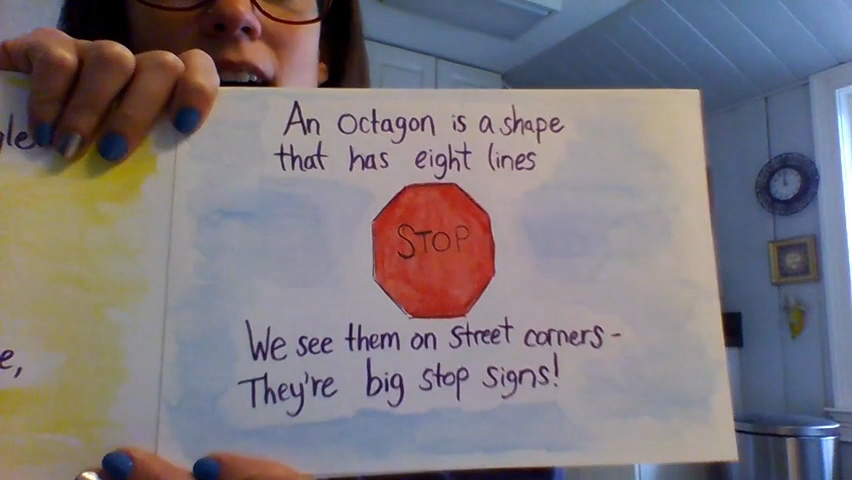 An Octagon is a shape
that has eight lines
STOP
We see them on street corners-
They're big stop signs!